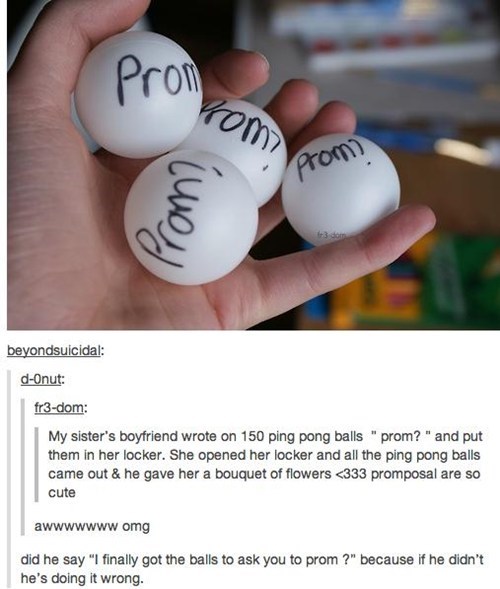 Prom
Prom?
Prom?
Prom?
fr3-dom
beyondsuicidal:
d-0nut:
fr3-dom:
My sister's boyfriend wrote on 150 ping pong balls " prom? " and put
them in her locker. She opened her locker and all the ping pong balls
came out & he gave her a bouquet of flowers <333 promposal are so
cute
awwwwwww omg
did he say "I finally got the balls to ask you to prom ?" because if he didn't
he's doing it wrong.